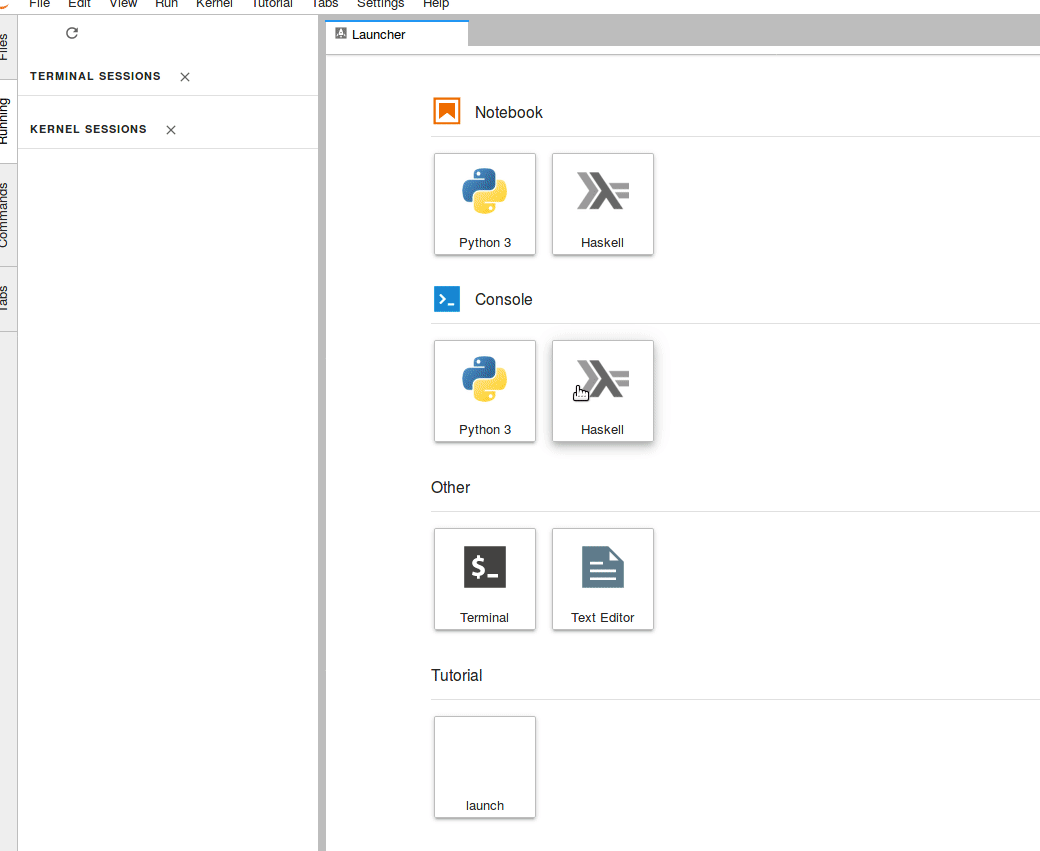 File Edit View Run Kernel Tutorial Tabs Settings Help
Files
Running
Commands
Tabs
TERMINAL SESSIONS
KERNEL SESSIONS
Launcher
Notebook
Python 3 Haskell
Console
Python 3 Haskell
Other
$_
Terminal Text Editor
Tutorial
launch